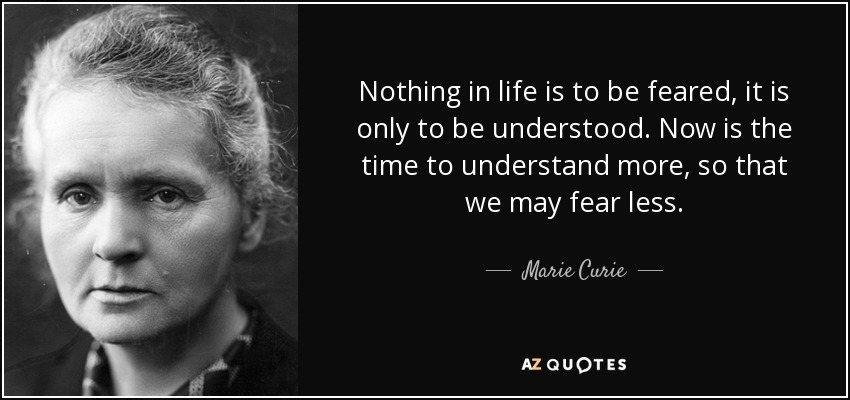 Nothing in life is to be feared, it is
only to be understood. Now is the
time to understand more, so that
we may fear less.
Marie Curie
AZ QUOTES